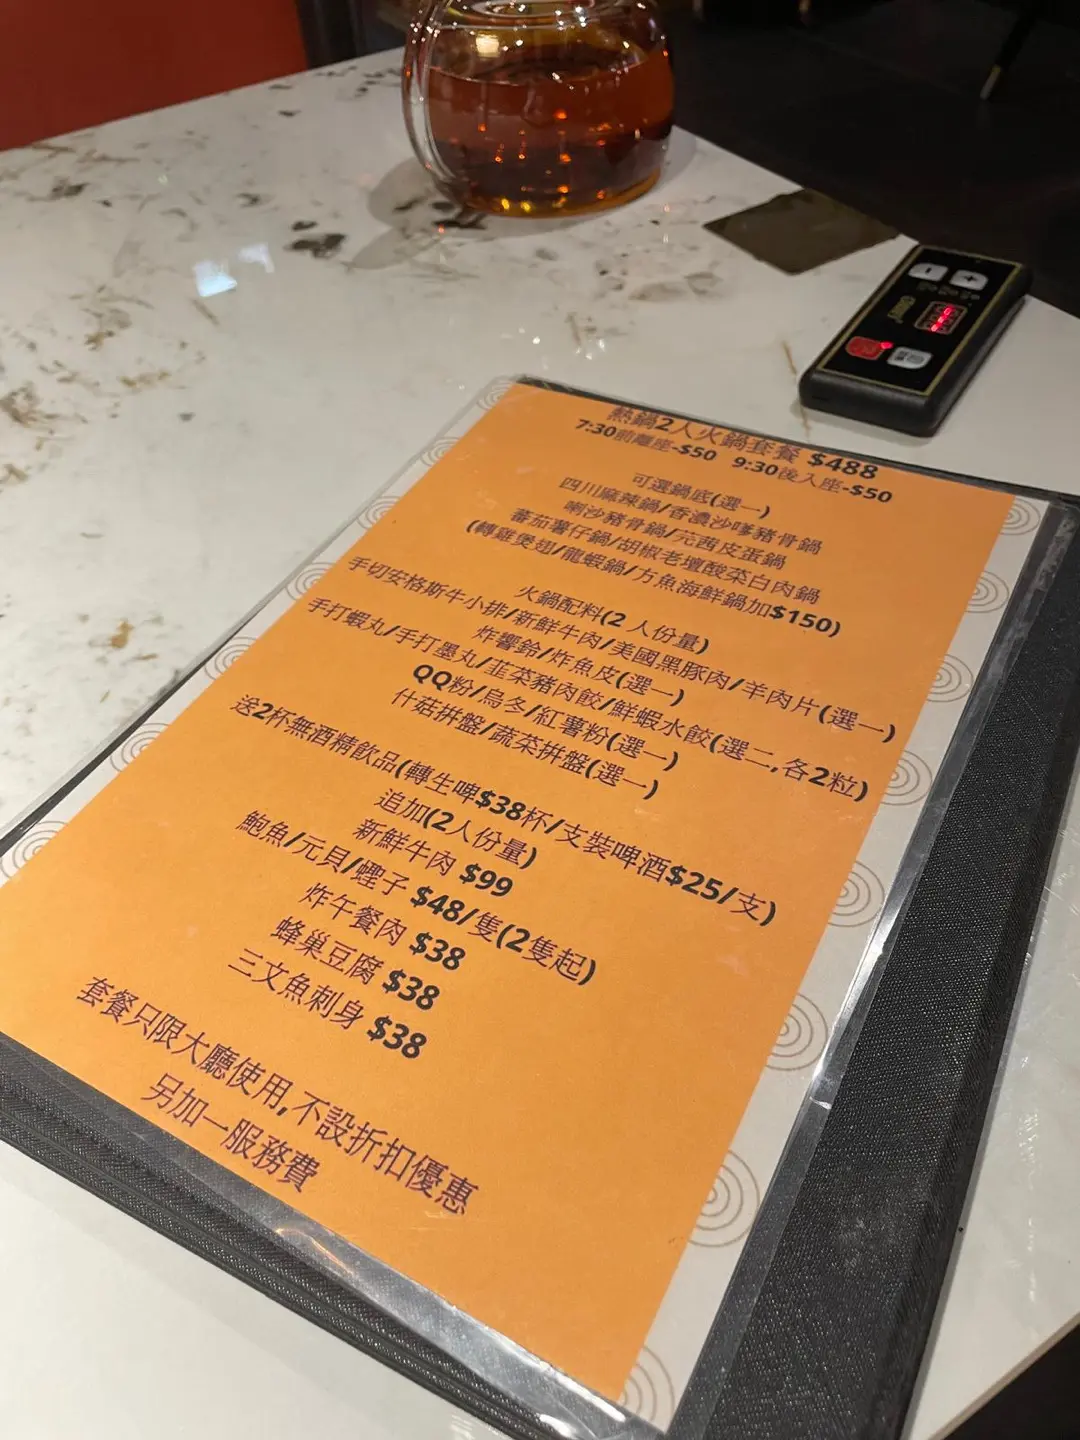 熱鍋2人火鍋套餐 $488
7:30前離座-$50 9:30後入座-$50
可選鍋底(選一)
四川麻辣鍋/香濃沙嗲豬骨鍋
喇沙豬骨鍋/芫茜皮蛋鍋
蕃茄薯仔鍋/胡椒老壇酸菜白肉鍋
(轉雞煲翅/龍蝦鍋/方魚海鮮鍋加$150)
火鍋配料(2 人份量)
手切安格斯牛小排/新鮮牛肉/美國黑豚肉/羊肉片(選一)
炸響鈴/炸魚皮(選一)
手打蝦丸/手打墨丸/韮菜豬肉餃/鮮蝦水餃(選二,各2粒)
QQ粉/烏冬/紅薯粉(選一)
什菇拼盤/蔬菜拼盤(選一)
送2杯無酒精飲品(轉生啤$38杯/支裝啤酒$25/支)
追加(2人份量)
新鮮牛肉 $99
鮑魚/元貝/蟶子 $48/隻(2隻起)
炸午餐肉 $38
蜂巢豆腐 $38
三文魚刺身 $38
套餐只限大廳使用,不設折扣優惠
另加一服務費